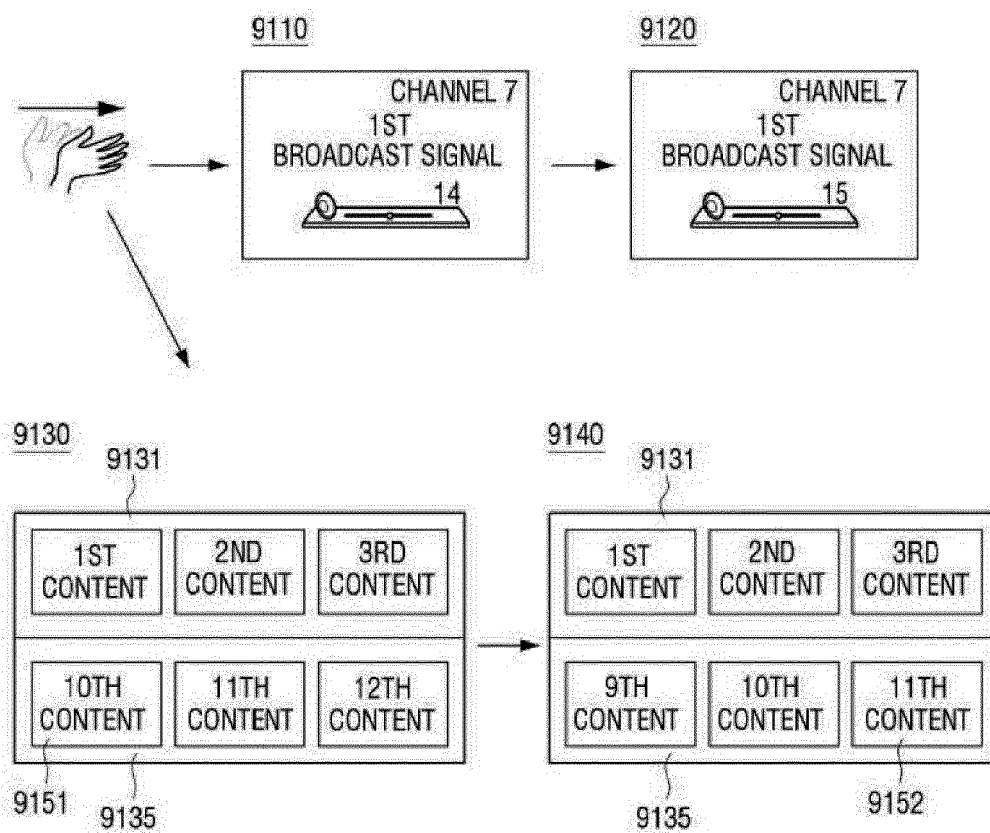 9110
9120
CHANNEL 7
1ST
BROADCAST SIGNAL
14
CHANNEL 7
1ST
BROADCAST SIGNAL
15
9130
9131
1ST
CONTENT
2ND
CONTENT
3RD
CONTENT
10TH
CONTENT
11TH
CONTENT
12TH
CONTENT
9151
9135
9140
9131
1ST
CONTENT
2ND
CONTENT
3RD
CONTENT
9TH
CONTENT
10TH
CONTENT
11TH
CONTENT
9135
9152